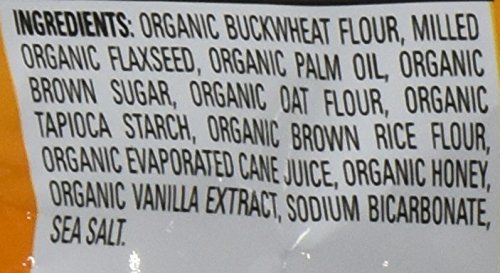 INGREDIENTS: ORGANIC BUCKWHEAT FLOUR, MILLED
ORGANIC FLAXSEED, ORGANIC PALM OIL, ORGANIC
BROWN SUGAR, ORGANIC OAT FLOUR, ORGANIC
TAPIOCA STARCH, ORGANIC BROWN RICE FLOUR,
ORGANIC EVAPORATED CANE JUICE, ORGANIC HONEY,
ORGANIC VANILLA EXTRACT, SODIUM BICARBONATE,
SEA SALT.